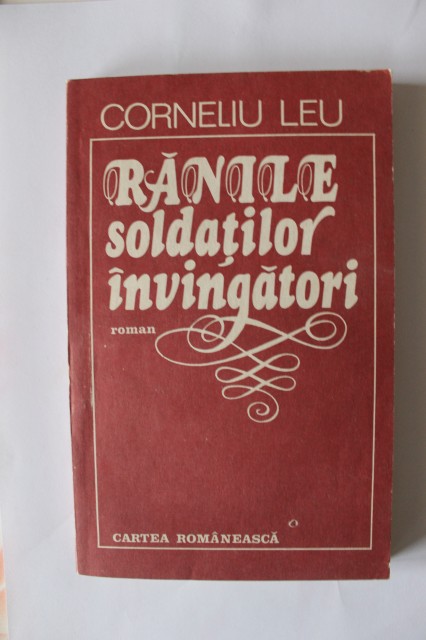 CORNELIU LEU
RĂNILE
soldaților
învingători
roman
CARTEA ROMÂNEASCĂ